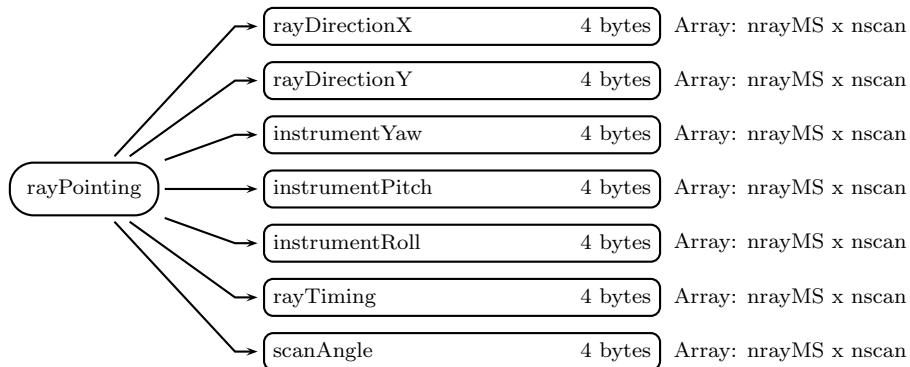 rayDirectionX 4 bytes Array: nrayMS x nscan
rayDirectionY 4 bytes Array: nrayMS x nscan
instrumentYaw 4 bytes Array: nrayMS x nscan
rayPointing instrumentPitch 4 bytes Array: nrayMS x nscan
instrumentRoll 4 bytes Array: nrayMS x nscan
rayTiming 4 bytes Array: nrayMS x nscan
scanAngle 4 bytes Array: nrayMS x nscan